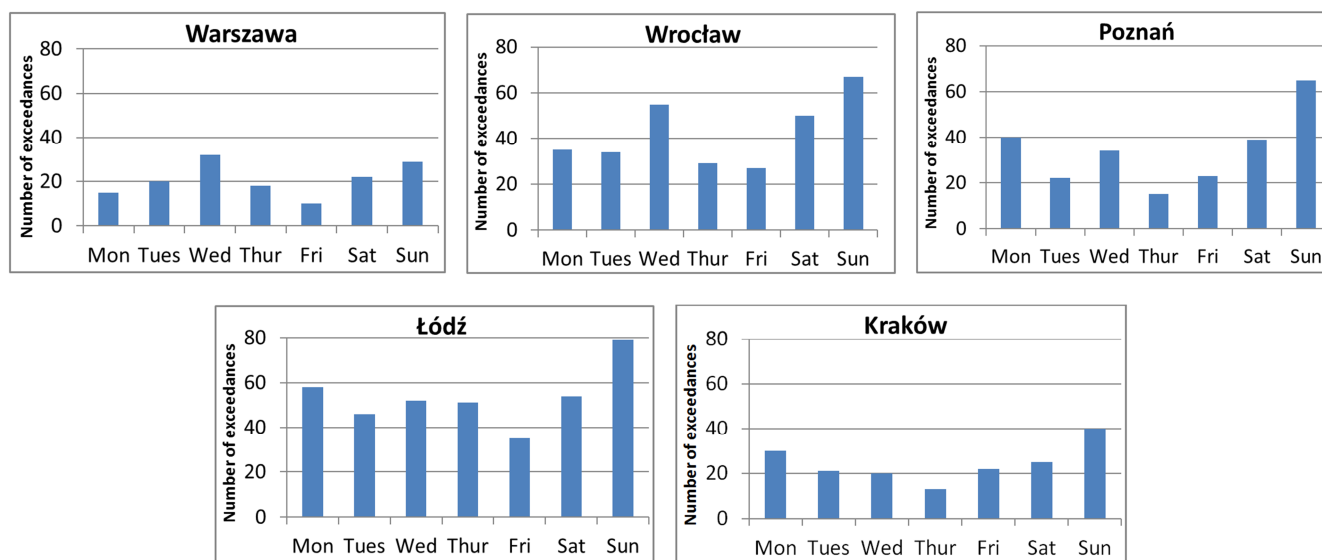 Warszawa
Number of exceedances
80
60
40
20
0
Mon Tues Wed Thur Fri Sat Sun
Wrocław
Number of exceedances
80
60
40
20
0
Mon Tues Wed Thur Fri Sat Sun
Poznań
Number of exceedances
80
60
40
20
0
Mon Tues Wed Thur Fri Sat Sun
Łódź
Number of exceedances
80
60
40
20
0
Mon Tues Wed Thur Fri Sat Sun
Kraków
Number of exceedances
80
60
40
20
0
Mon Tues Wed Thur Fri Sat Sun